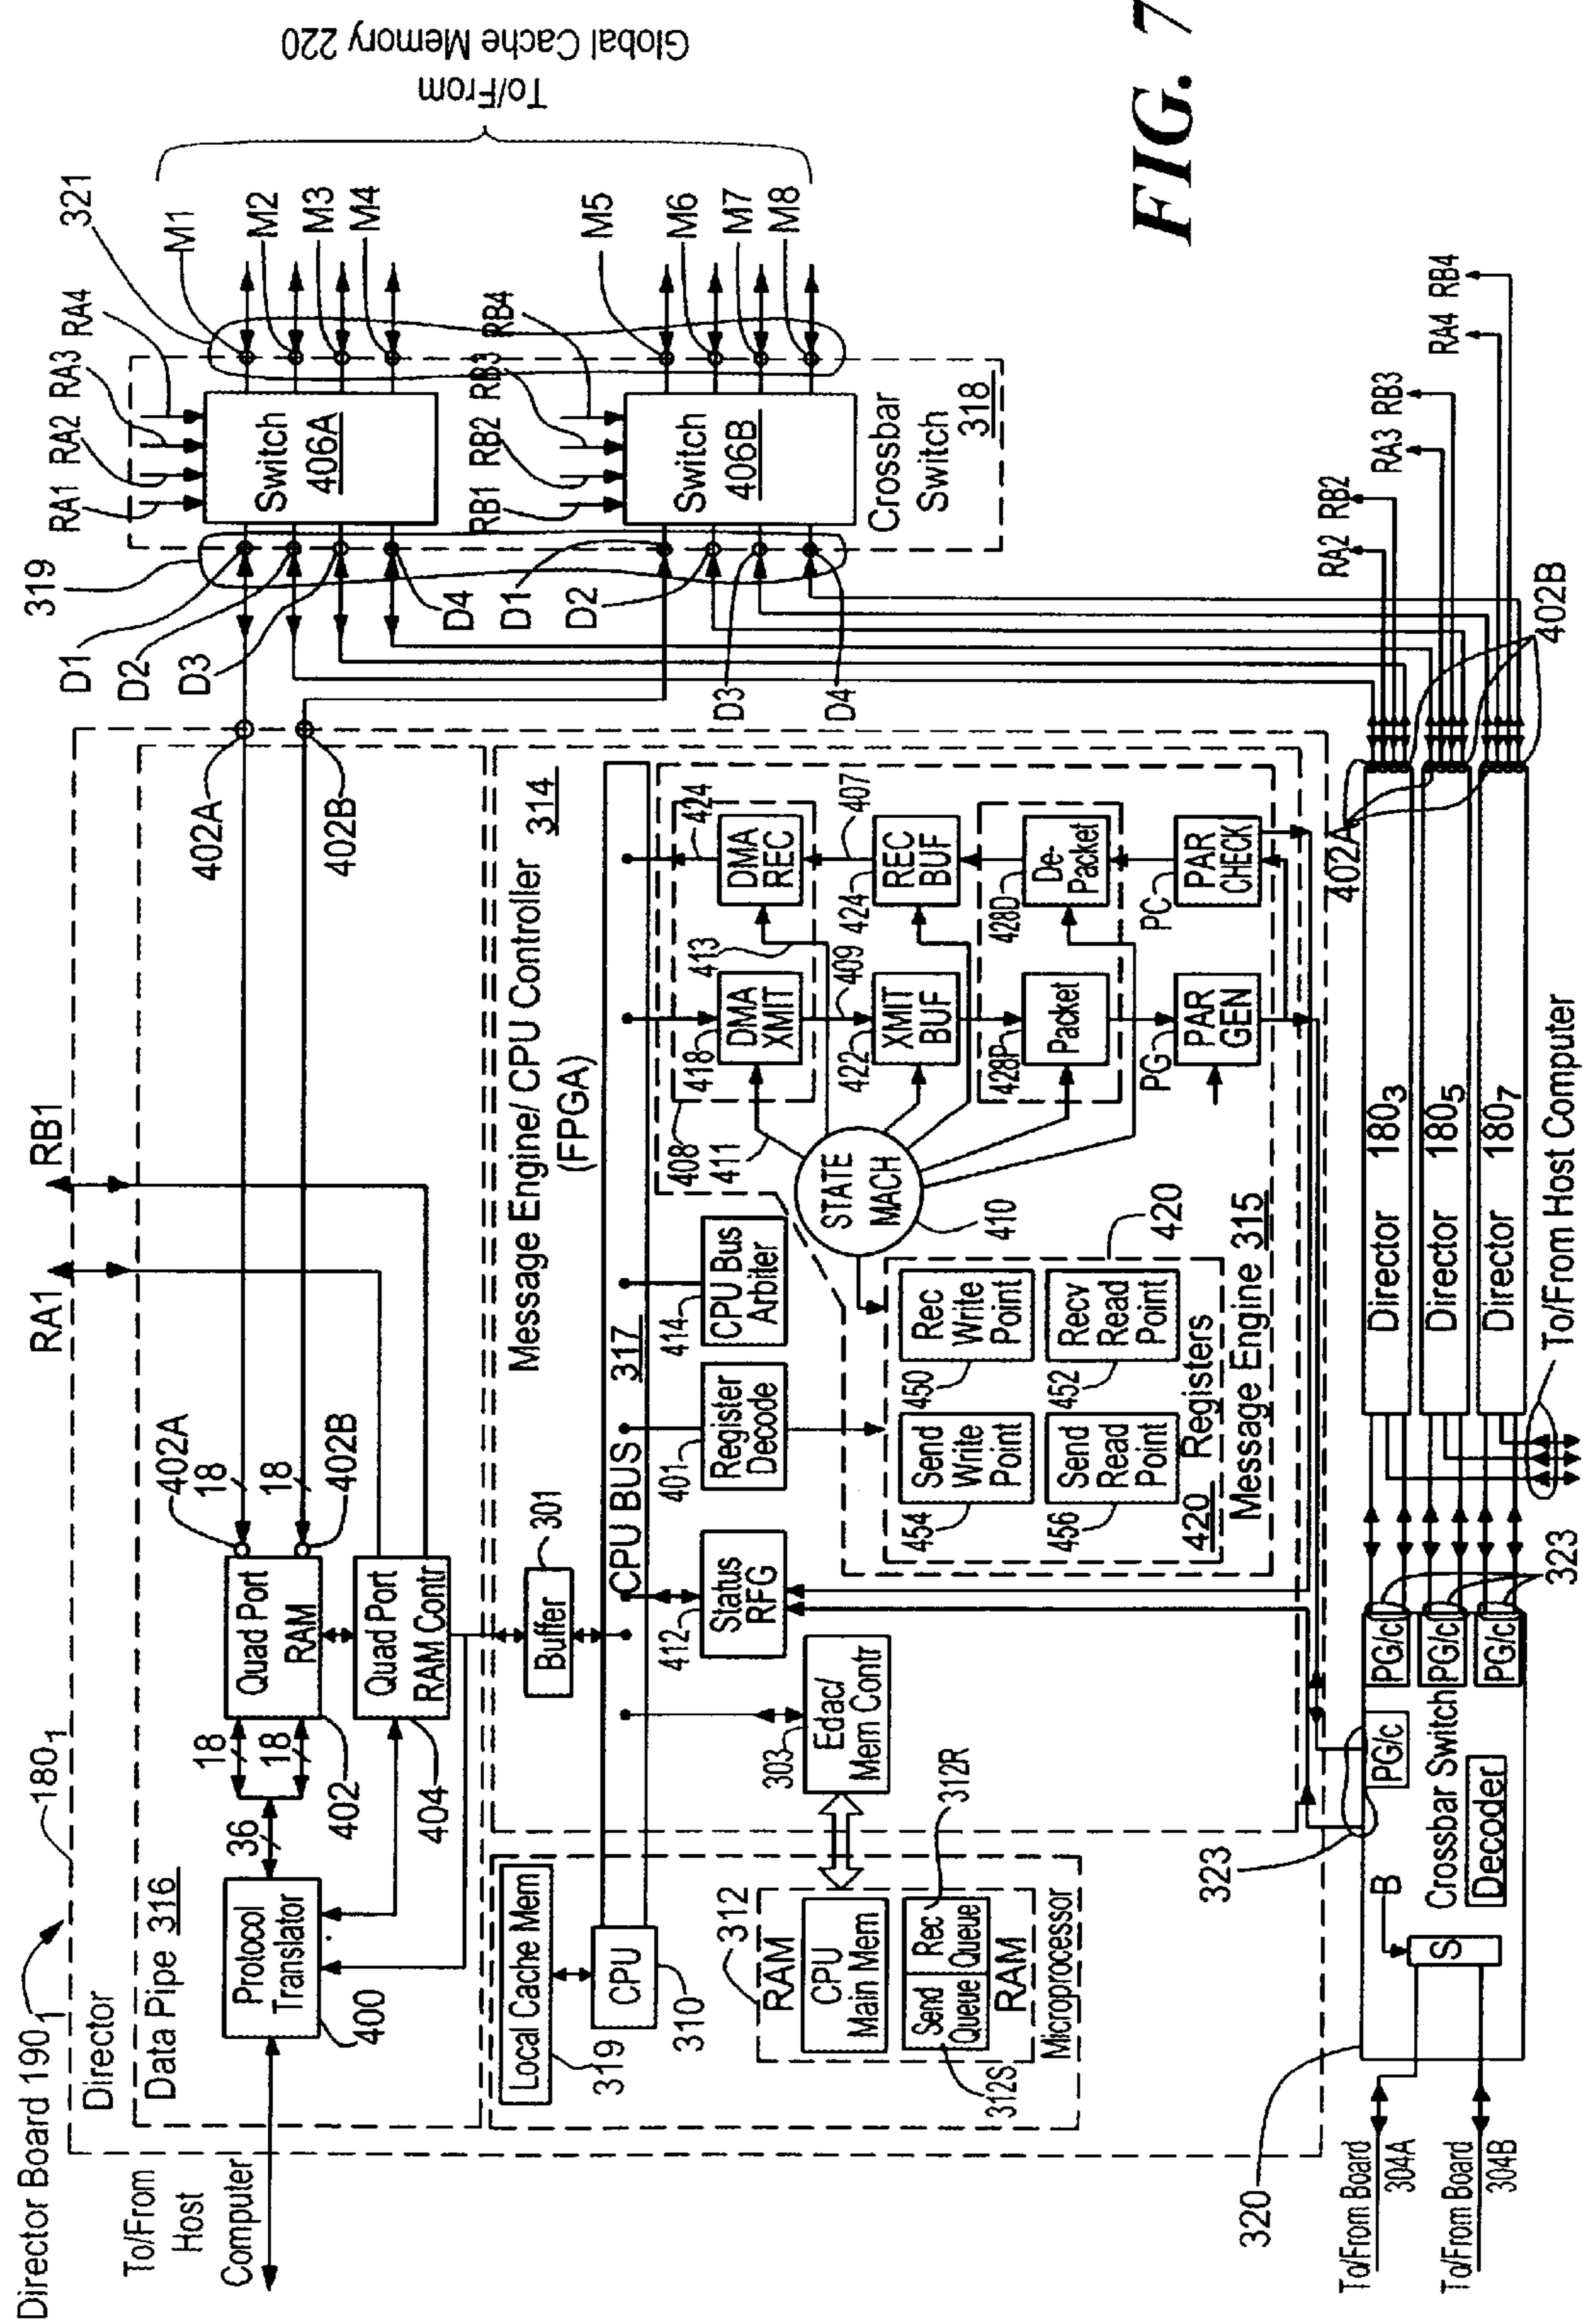 Director Board 190₁
180₁
RA1
RB1
Director
Data Pipe 316
To/From
Host
Computer
Protocol
Translator
400
36
18
18
Quad Port
RAM
402
Quad Port
RAM Contr
404
402A
18
18
402B
402A
402B
319
D1
D2
D3
D4
D1
D2
D3
D4
RA1
RA2
RA3
RA4
Switch
406A
RB1
RB2
RB3
RB4
Switch
406B
Crossbar
Switch
318
321
M1
M2
M3
M4
M5
M6
M7
M8
To/From
Global Cache Memory 220
Local Cache Mem
319
CPU
310
RAM
312
CPU
Main Mem
Send
Queue
Rec
Queue
RAM
312S
312R
Microprocessor
Message Engine/ CPU Controller
(FPGA)
314
Buffer
301
CPU BUS
317
303
Edac/
Mem Contr
412
Status
RFG
401
Register
Decode
414
CPU Bus
Arbiter
408
411
413
418
DMA
XMIT
DMA
REC
424
409
407
422
XMIT
BUF
424
REC
BUF
428P
Packet
428D
De-
Packet
PG
PAR
GEN
PC
PAR
CHECK
STATE
MACH
410
454
Send
Write
Point
450
Rec
Write
Point
420
456
Send
Read
Point
452
Recv
Read
Point
420
Registers
Message Engine 315
323
320
B
S
Crossbar Switch
Decoder
PG/c
PG/c
PG/c
PG/c
323
To/From Board
304A
To/From Board
304B
Director 180₃
Director 180₅
Director 180₇
To/From Host Computer
402A
402B
RA2
RB2
RA3
RB3
RA4
RB4
FIG. 7